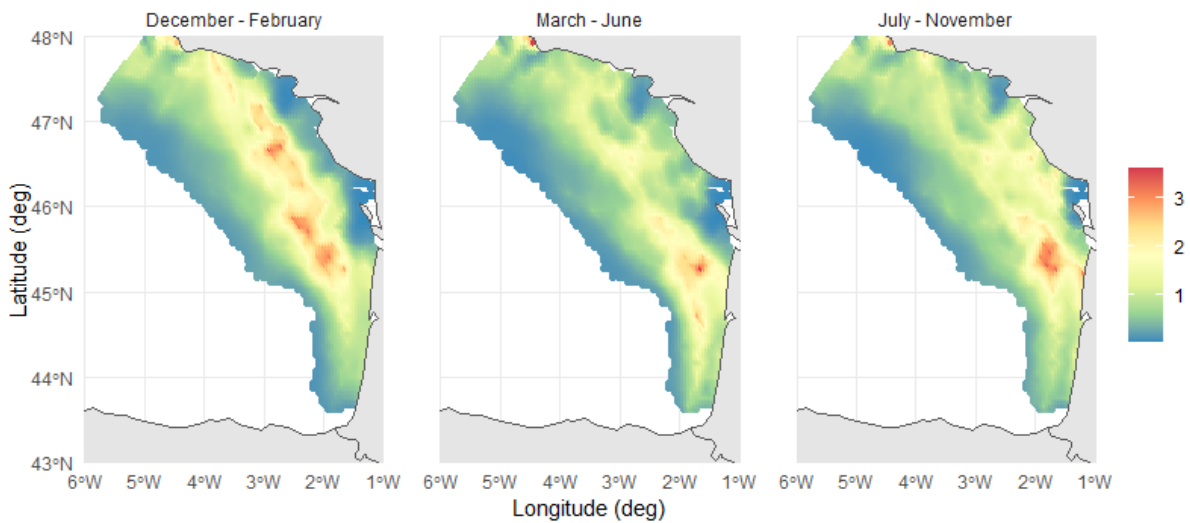 December - February
March - June
July - November
48°N
47°N
46°N
45°N
44°N
43°N
Latitude (deg)
6°W 5°W 4°W 3°W 2°W 1°W
6°W 5°W 4°W 3°W 2°W 1°W
6°W 5°W 4°W 3°W 2°W 1°W
Longitude (deg)
3
2
1